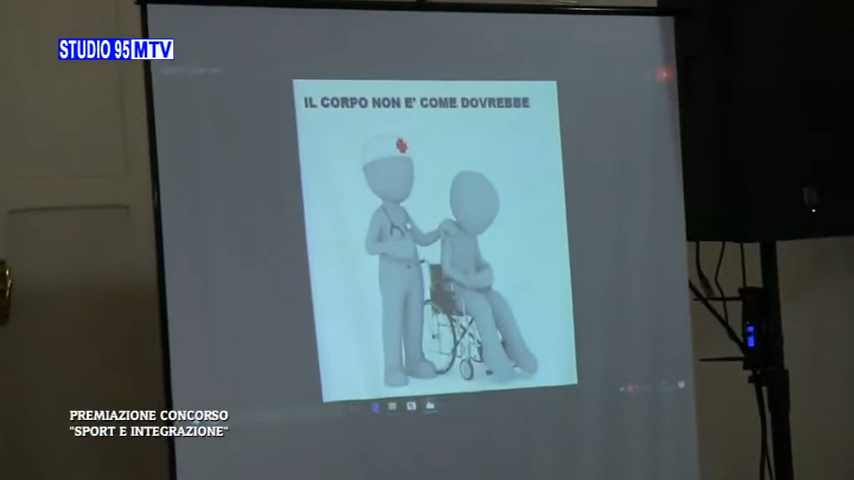 STUDIO 95 MTV
IL CORPO NON E' COME DOVREBBE
PREMIAZIONE CONCORSO
"SPORT E INTEGRAZIONE"